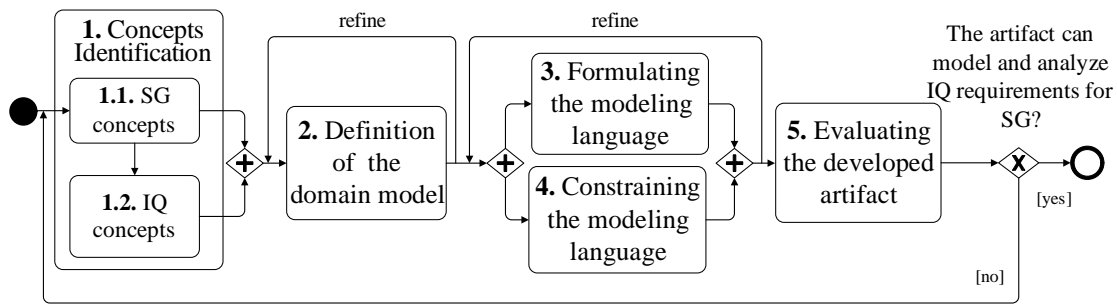 refine
refine
1. Concepts
Identification
1.1. SG
concepts
1.2. IQ
concepts
2. Definition
of the
domain model
3. Formulating
the modeling
language
4. Constraining
the modeling
language
5. Evaluating
the developed
artifact
The artifact can
model and analyze
IQ requirements for
SG?
X
[yes]
[no]